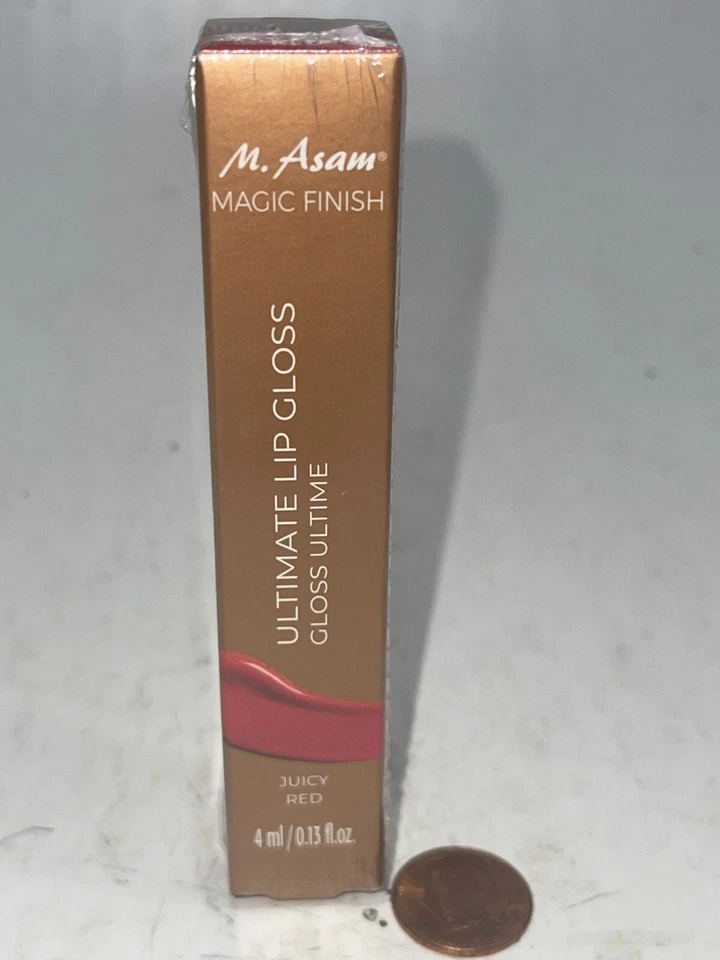 M. Asam®
MAGIC FINISH
ULTIMATE LIP GLOSS
GLOSS ULTIME
JUICY
RED
4 ml / 0.13 fl.oz.